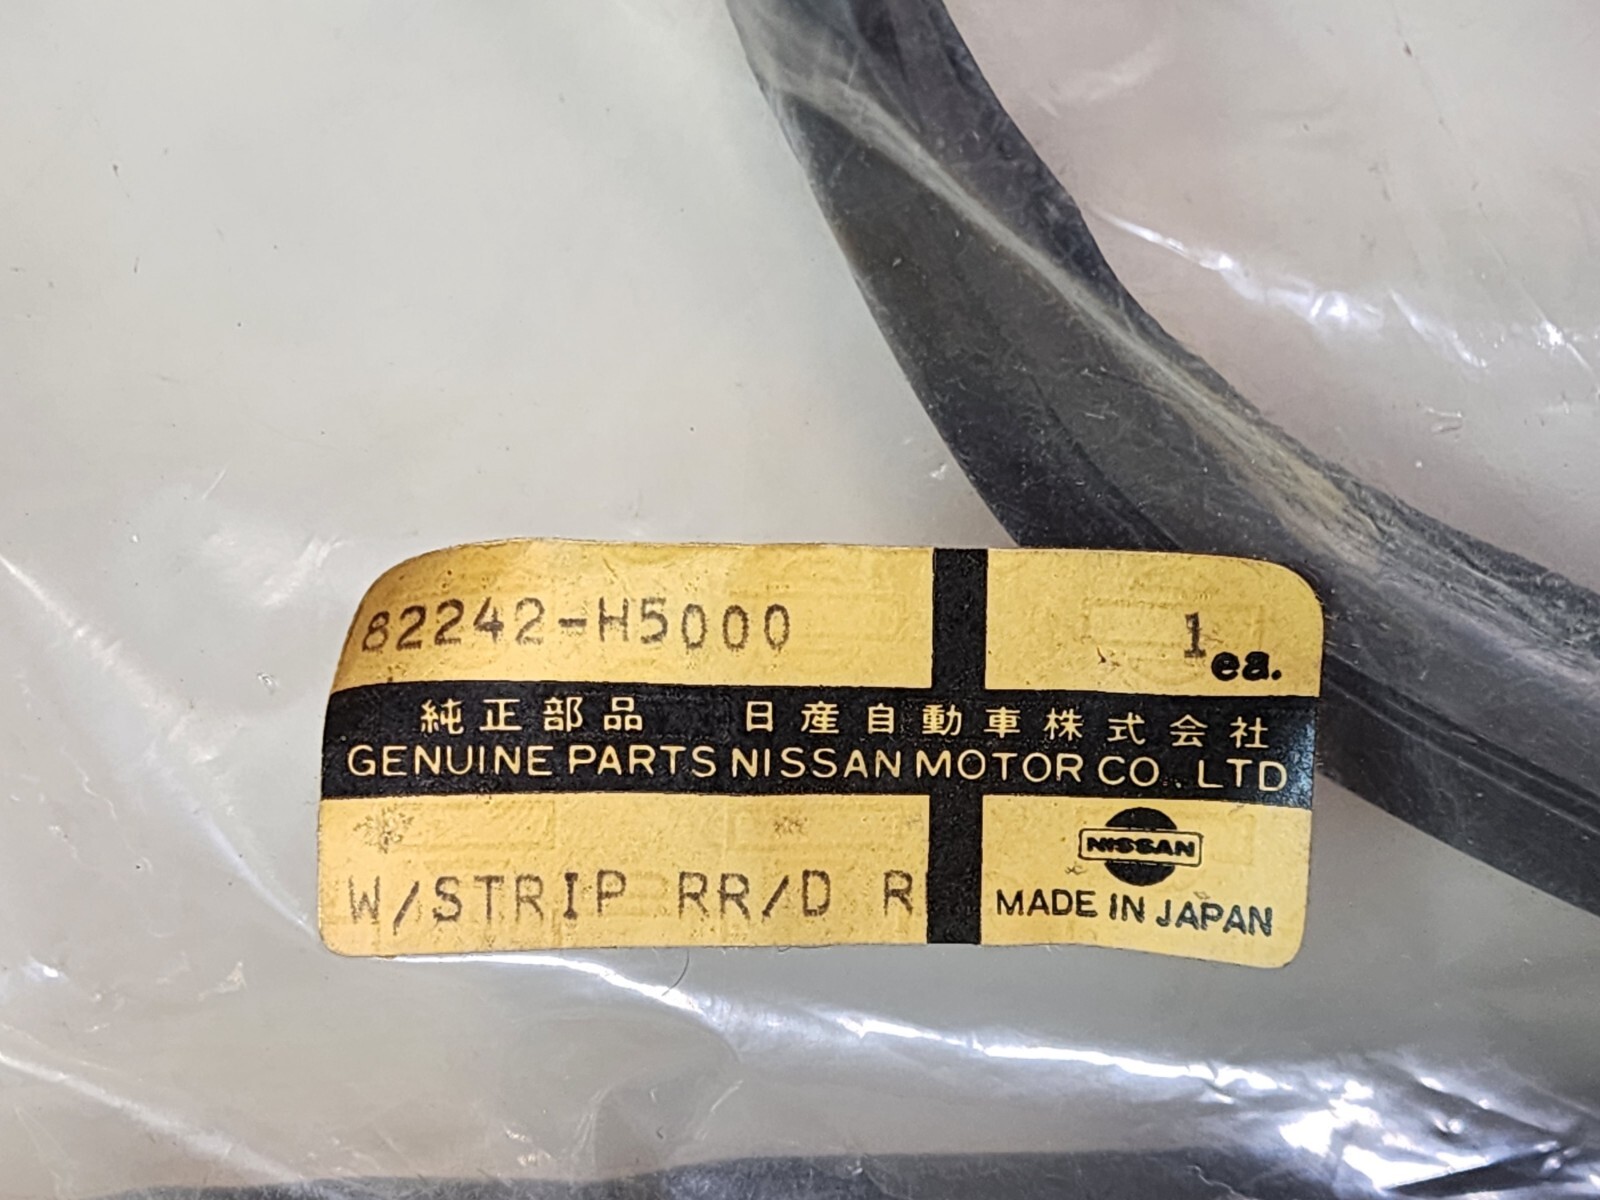 82242-H5000 1 ea.
純正部品 日産自動車株式会社
GENUINE PARTS NISSAN MOTOR CO., LTD
NISSAN
W/STRIP RR/D R
MADE IN JAPAN